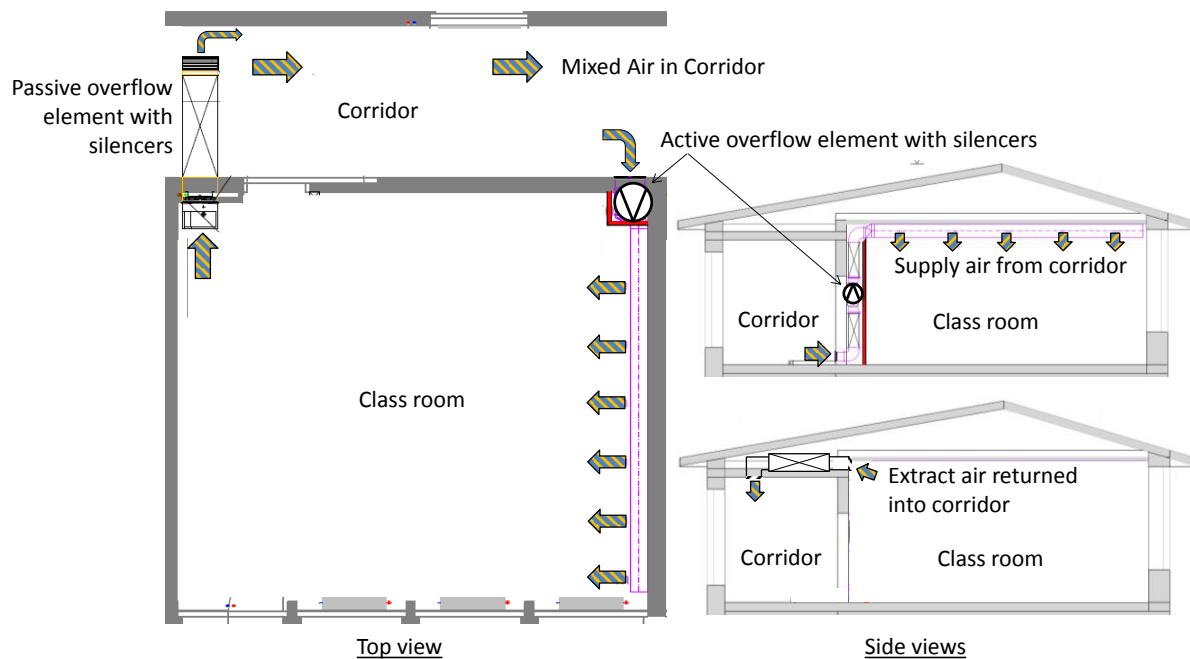 Passive overflow
element with
silencers
Mixed Air in Corridor
Corridor
Active overflow element with silencers
Class room
Top view
Supply air from corridor
Corridor
Class room
Extract air returned
into corridor
Corridor
Class room
Side views